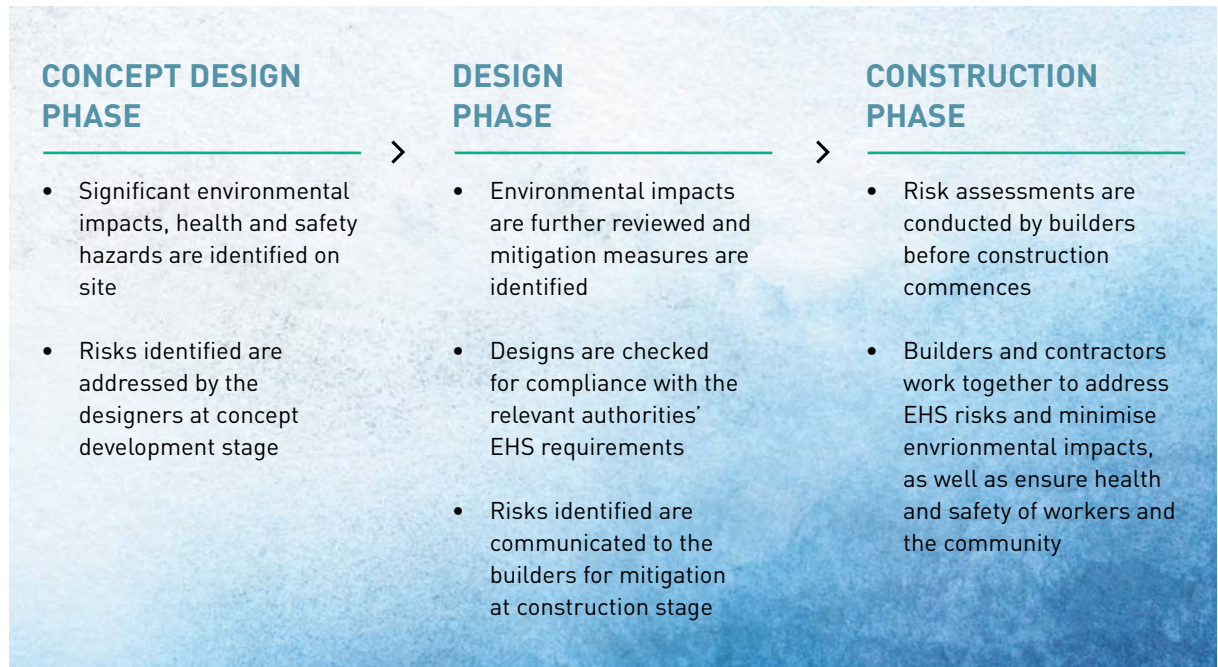 CONCEPT DESIGN
PHASE
• Significant environmental
impacts, health and safety
hazards are identified on
site
• Risks identified are
addressed by the
designers at concept
development stage
DESIGN
PHASE
• Environmental impacts
are further reviewed and
mitigation measures are
identified
• Designs are checked
for compliance with the
relevant authorities’
EHS requirements
• Risks identified are
communicated to the
builders for mitigation
at construction stage
CONSTRUCTION
PHASE
• Risk assessments are
conducted by builders
before construction
commences
• Builders and contractors
work together to address
EHS risks and minimise
envrionmental impacts,
as well as ensure health
and safety of workers and
the community